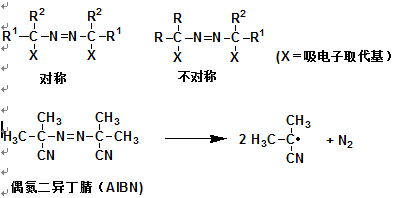 R² R² R R²
R¹–C–N=N–C–R¹ R–C–N=N–C–R¹
X X X X (X=吸电子取代基)
对称 不对称
CH₃ CH₃ CH₃
H₃C–C–N=N–C–CH₃ 2 H₃C–C• + N₂
CN CN CN
偶氮二异丁腈(AIBN)